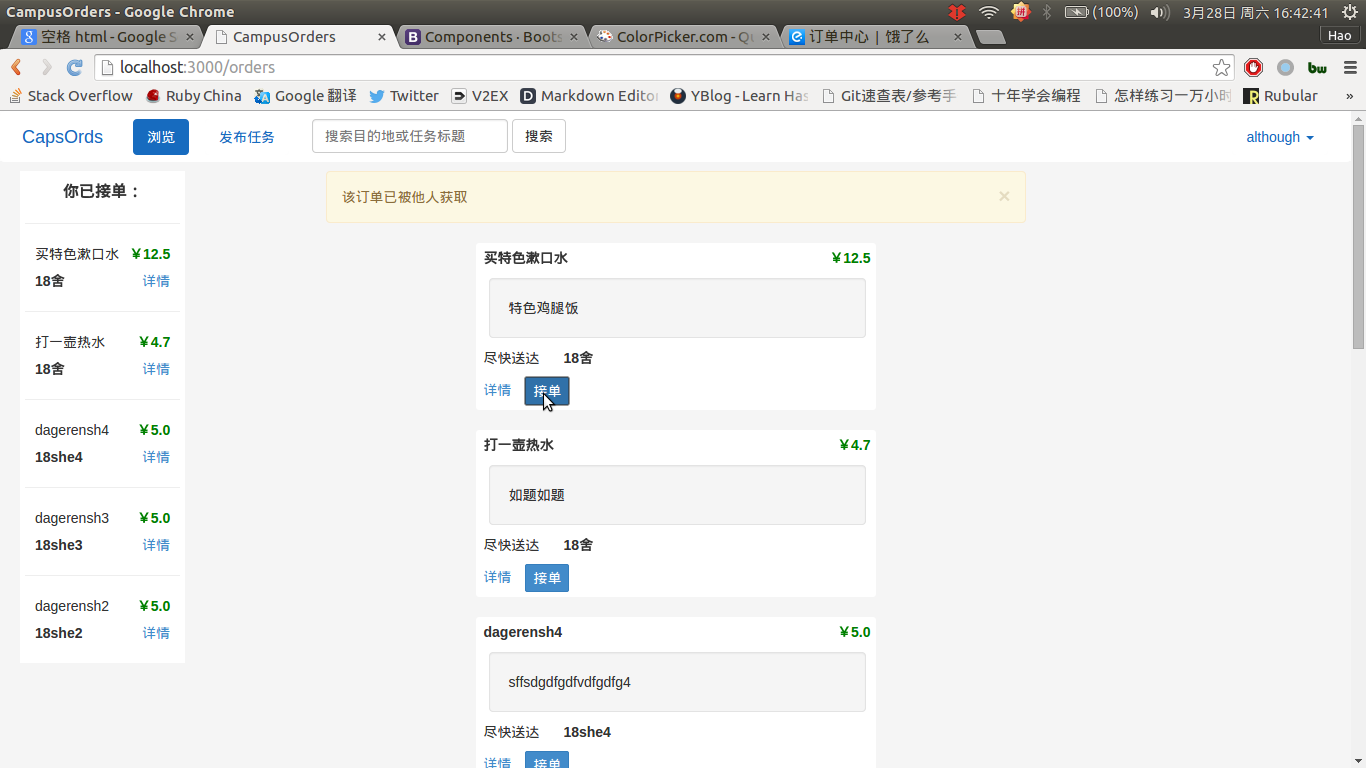 CampusOrders - Google Chrome
(100%)
3月28日 周六 16:42:41
空格 html - Google S
CampusOrders
Components · Boots
ColorPicker.com - Qu
订单中心 | 饿了么
Hao
localhost:3000/orders
Stack Overflow
Ruby China
Google 翻译
Twitter
V2EX
Markdown Editor
YBlog - Learn Has
Git速查表/参考手
十年学会编程
怎样练习一万小时
Rubular
»
CapsOrds
浏览
发布任务
搜索目的地或任务标题
搜索
although
你已接单：
买特色漱口水 ￥12.5
18舍 详情
打一壶热水 ￥4.7
18舍 详情
dagerensh4 ￥5.0
18she4 详情
dagerensh3 ￥5.0
18she3 详情
dagerensh2 ￥5.0
18she2 详情
该订单已被他人获取 ×
买特色漱口水 ￥12.5
特色鸡腿饭
尽快送达 18舍
详情 接单
打一壶热水 ￥4.7
如题如题
尽快送达 18舍
详情 接单
dagerensh4 ￥5.0
sffsdgdfgdfvdfgdfg4
尽快送达 18she4
详情 接单